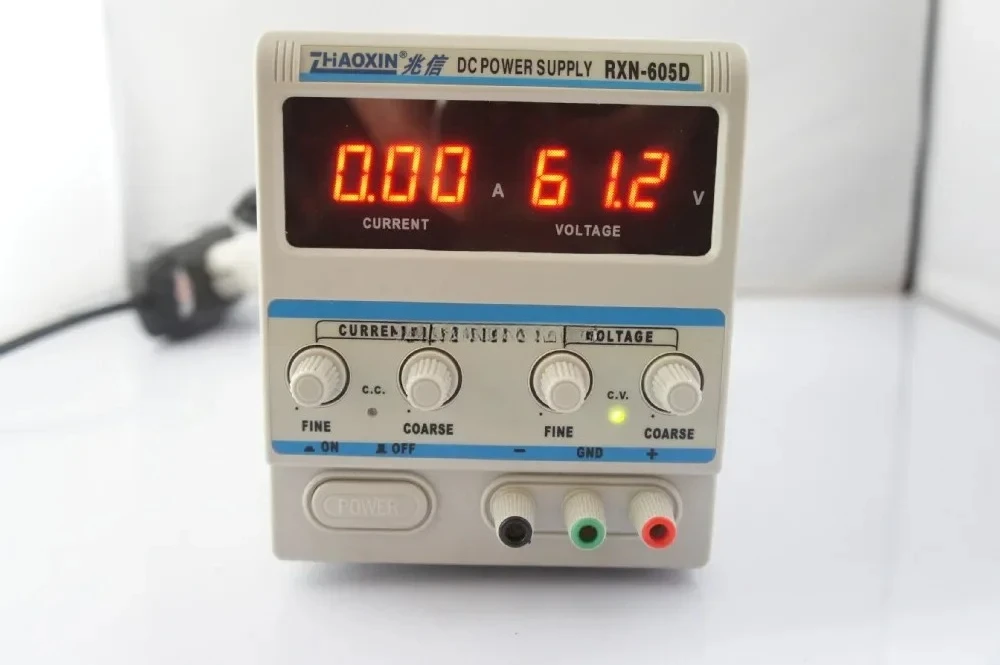 ZHAOXIN® 兆信 DC POWER SUPPLY RXN-605D
0.00 A 61.2 V
CURRENT VOLTAGE
CURRENT VOLTAGE
C.C. C.V.
FINE COARSE FINE COARSE
ON OFF - GND +
POWER